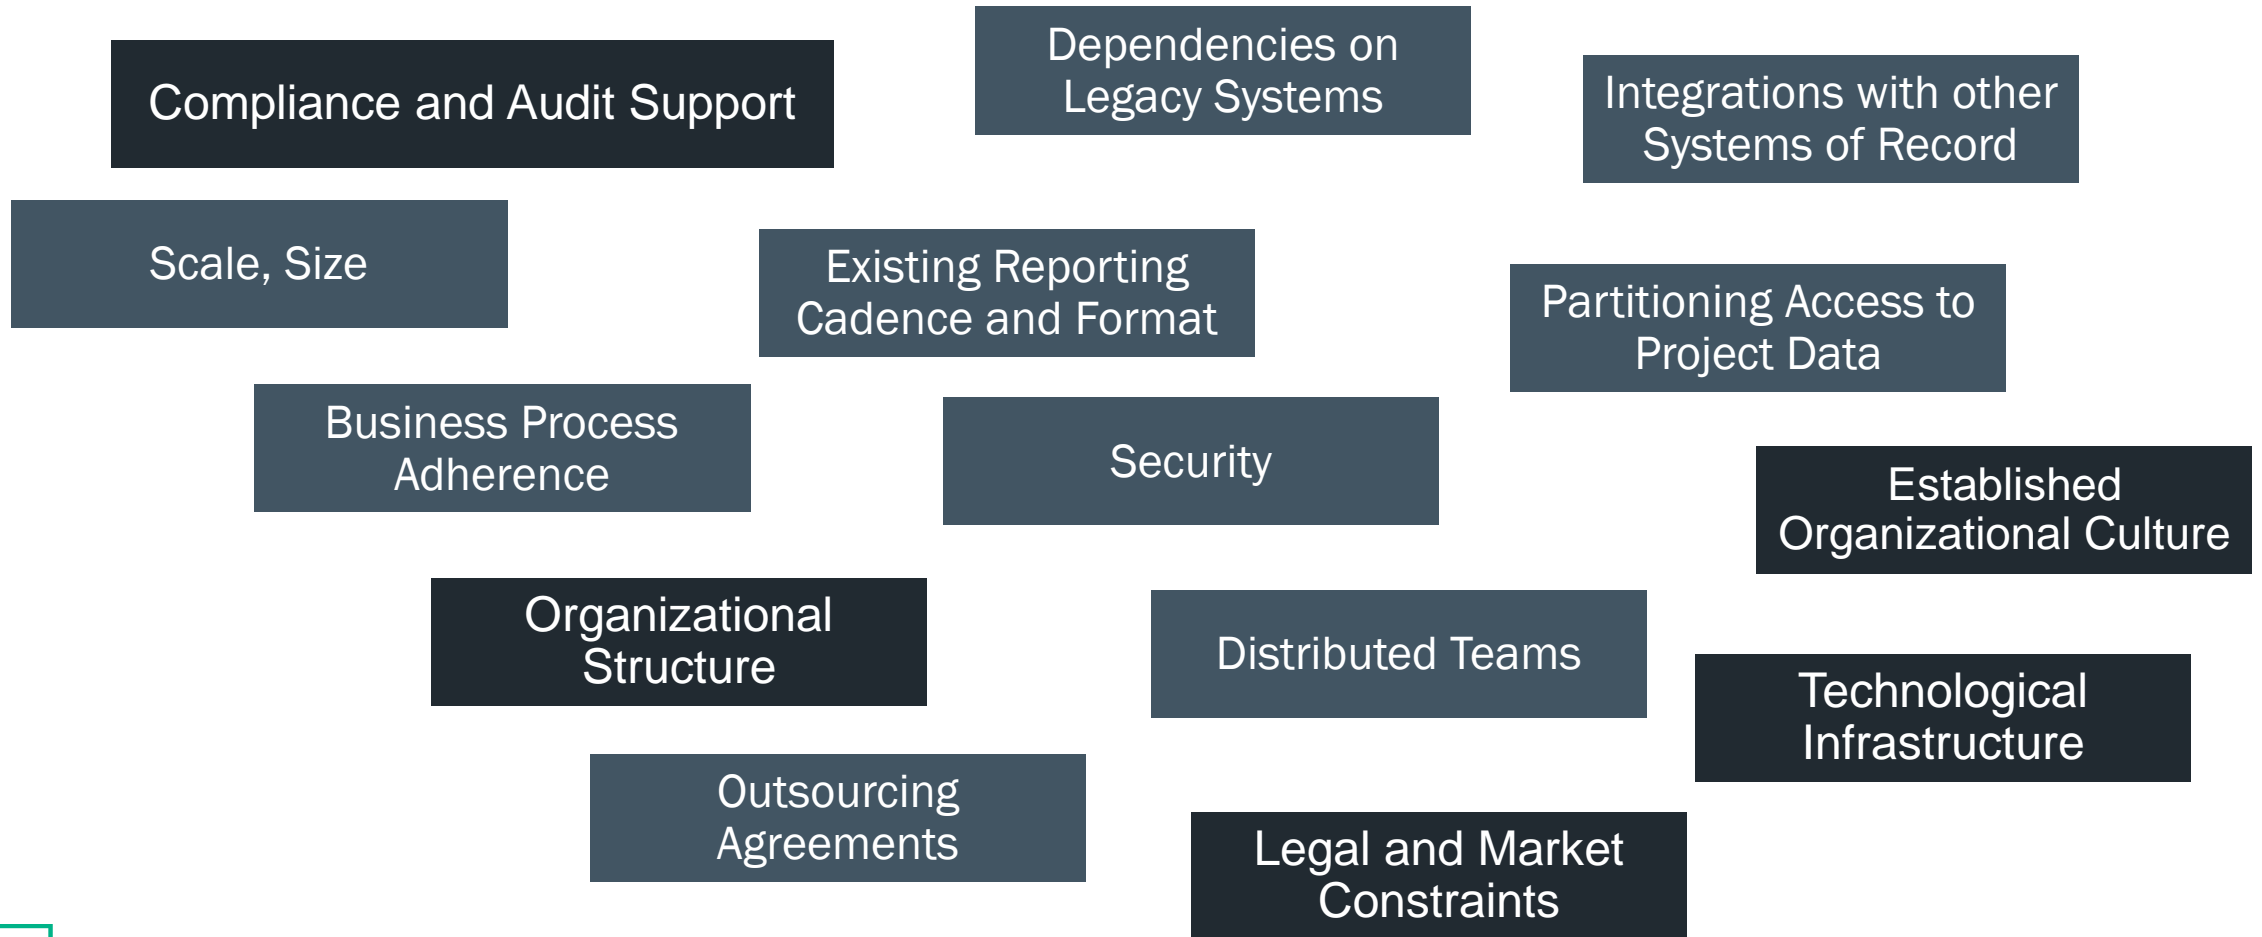 Compliance and Audit Support
Dependencies on
Legacy Systems
Integrations with other
Systems of Record
Scale, Size
Existing Reporting
Cadence and Format
Partitioning Access to
Project Data
Business Process
Adherence
Security
Established
Organizational Culture
Organizational
Structure
Distributed Teams
Technological
Infrastructure
Outsourcing
Agreements
Legal and Market
Constraints